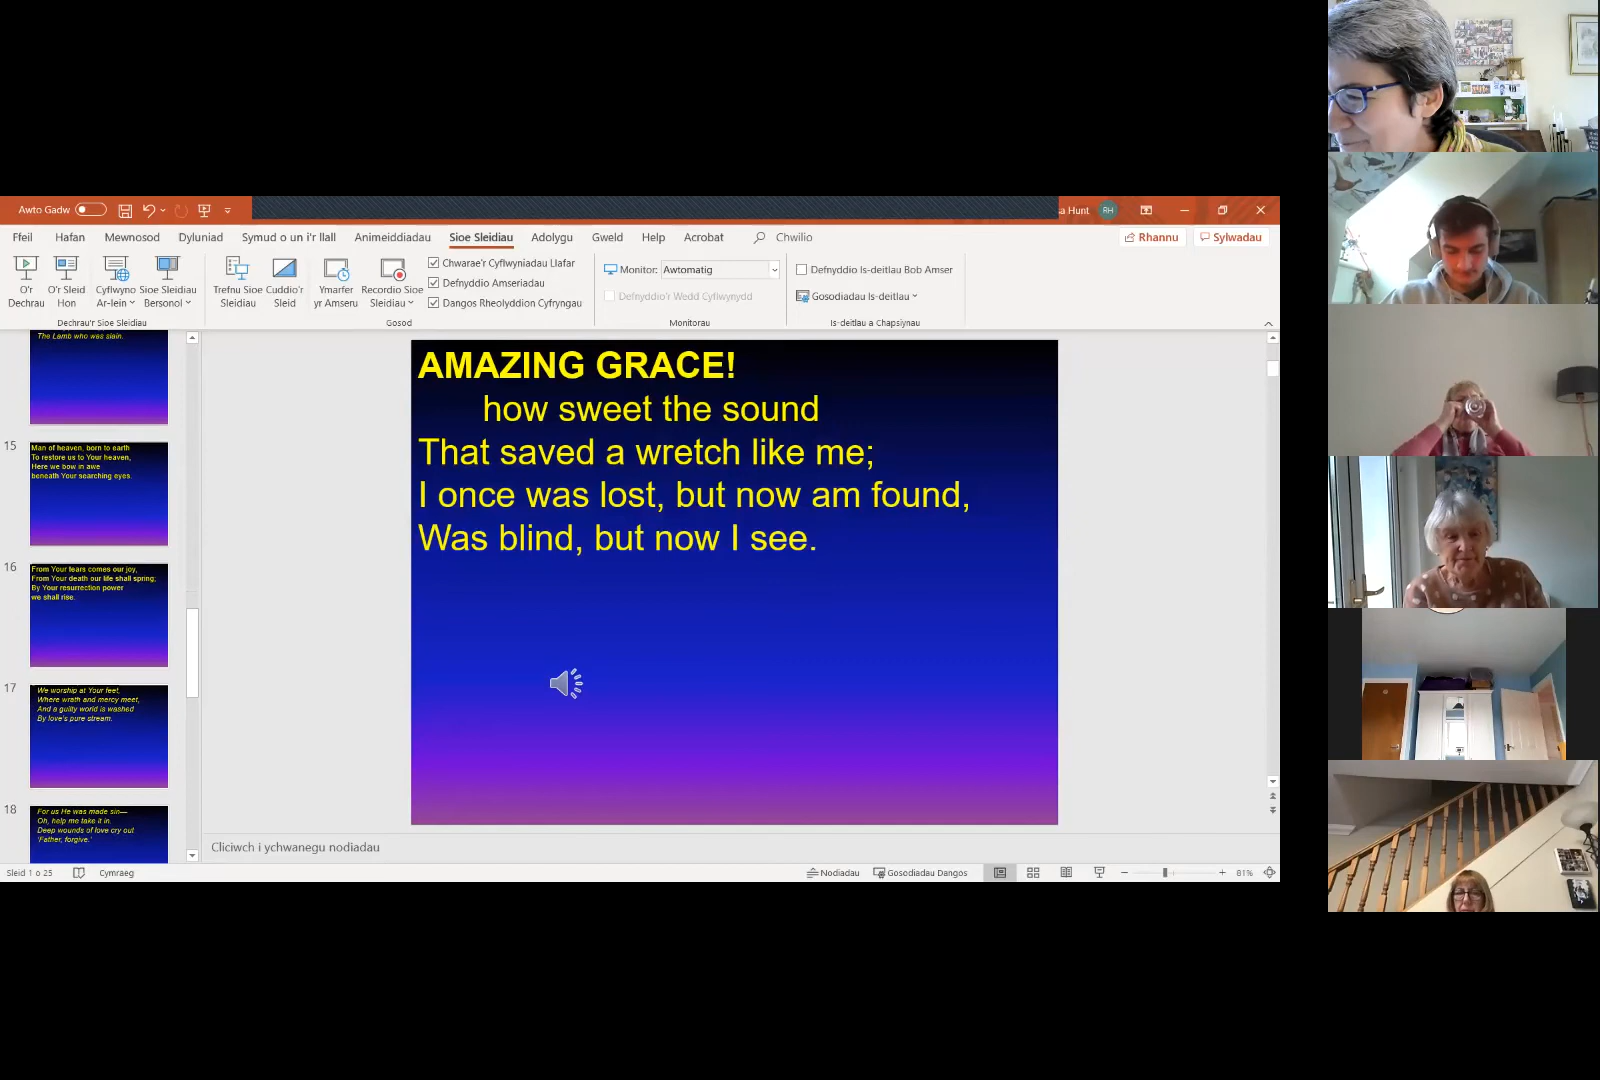 Awto Gadw
sa Hunt
RH
Ffeil
Hafan
Mewnosod
Dyluniad
Symud o un i'r llall
Animeiddiadau
Sioe Sleidiau
Adolygu
Gweld
Help
Acrobat
Chwilio
Rhannu
Sylwadau
O'r
Dechrau
O'r Sleid
Hon
Cyflwyno
Ar-lein
Sioe Sleidiau
Bersonol
Dechrau'r Sioe Sleidiau
Trefnu Sioe
Sleidiau
Cuddio'r
Sleid
Ymarfer
yr Amseru
Recordio Sioe
Sleidiau
Chwarae'r Cyflwyniadau Llafar
Defnyddio Amseriadau
Dangos Rheolyddion Cyfryngau
Gosod
Monitor:
Awtomatig
Defnyddio'r Wedd Cyflwynydd
Monitorau
Defnyddio Is-deitlau Bob Amser
Gosodiadau Is-deitlau
Is-deitlau a Chapsiynau
The Lamb who was slain.
15
Man of heaven, born to earth
To restore us to Your heaven,
Here we bow in awe
beneath Your searching eyes.
16
From Your tears comes our joy,
From Your death our life shall spring;
By Your resurrection power
we shall rise.
17
We worship at Your feet,
Where wrath and mercy meet,
And a guilty world is washed
By love's pure stream.
18
For us He was made sin—
Oh, help me take it in.
Deep wounds of love cry out
'Father, forgive.'
AMAZING GRACE!
how sweet the sound
That saved a wretch like me;
I once was lost, but now am found,
Was blind, but now I see.
Cliciwch i ychwanegu nodiadau
Sleid 1 o 25
Cymraeg
Nodiadau
Gosodiadau Dangos
81%